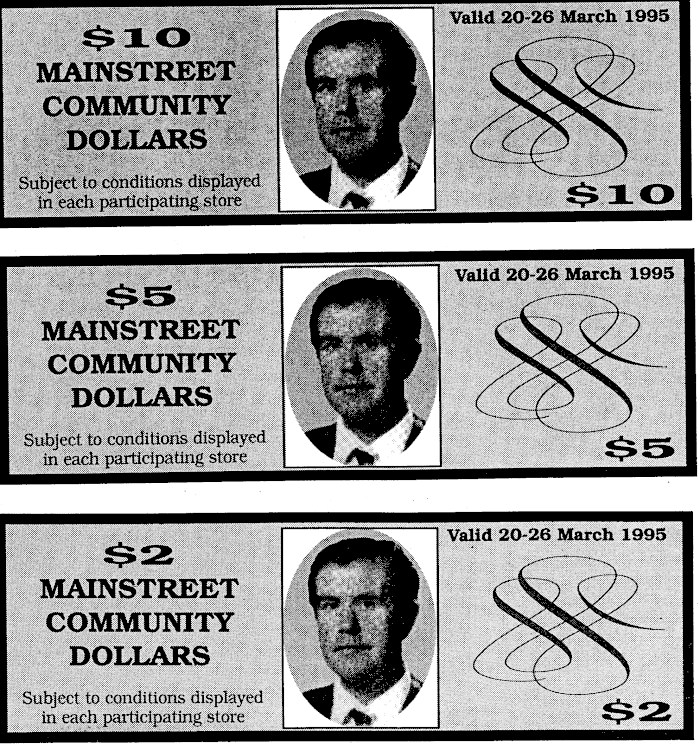 $10
MAINSTREET
COMMUNITY
DOLLARS
Subject to conditions displayed
in each participating store
Valid 20-26 March 1995
$10
$5
MAINSTREET
COMMUNITY
DOLLARS
Subject to conditions displayed
in each participating store
Valid 20-26 March 1995
$5
$2
MAINSTREET
COMMUNITY
DOLLARS
Subject to conditions displayed
in each participating store
Valid 20-26 March 1995
$2